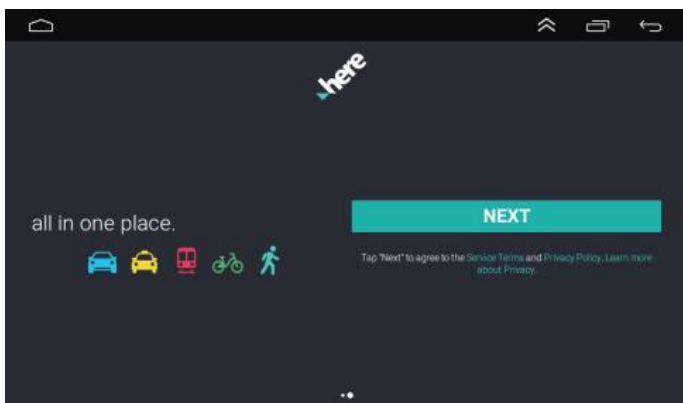 here
all in one place.
NEXT
Tap "Next" to agree to the Service Terms and Privacy Policy. Learn more
about Privacy.